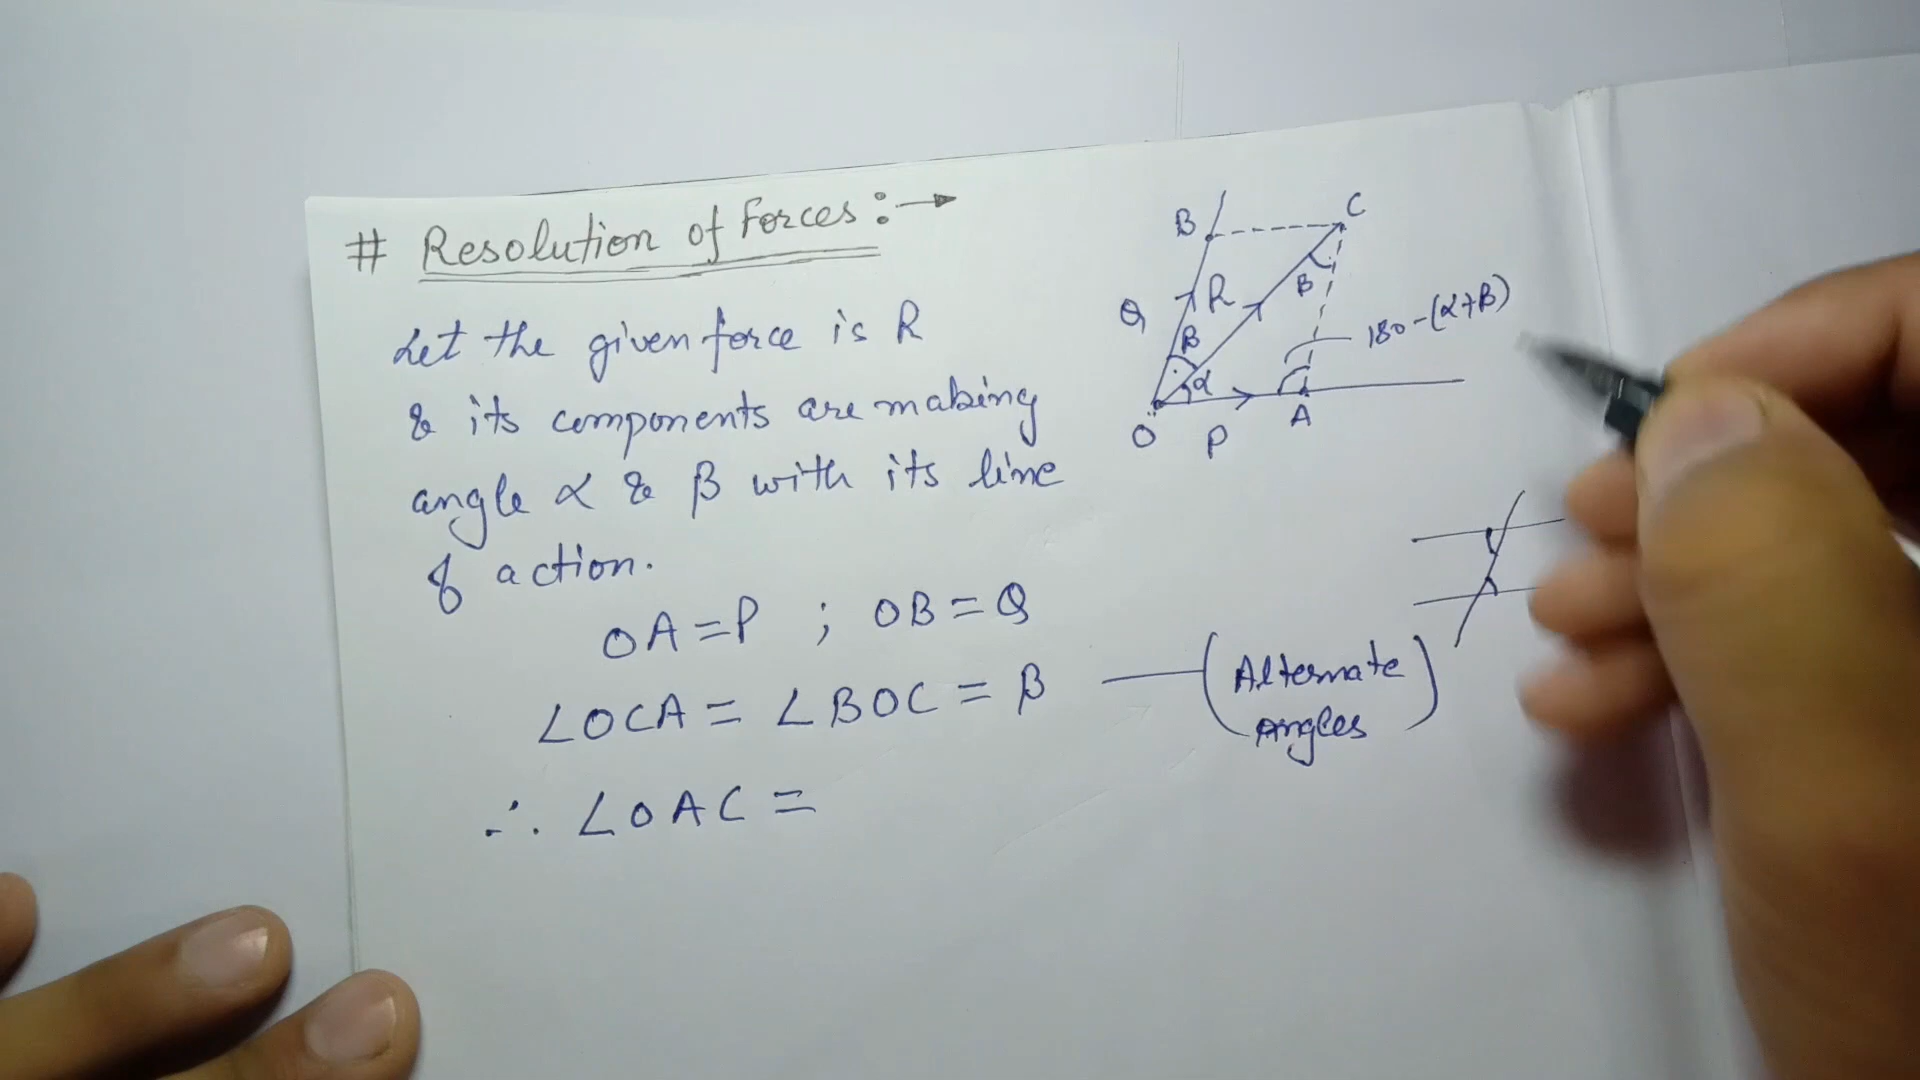 # Resolution of Forces:→
Let the given force is R
& its components are making
angle α & β with its line
of action.
OA = P ; OB = Q
∠OCA = ∠BOC = β — (Alternate
Angles)
∴ ∠OAC =
B
C
Q
R
β
β
α
180-(α+β)
O
P
A